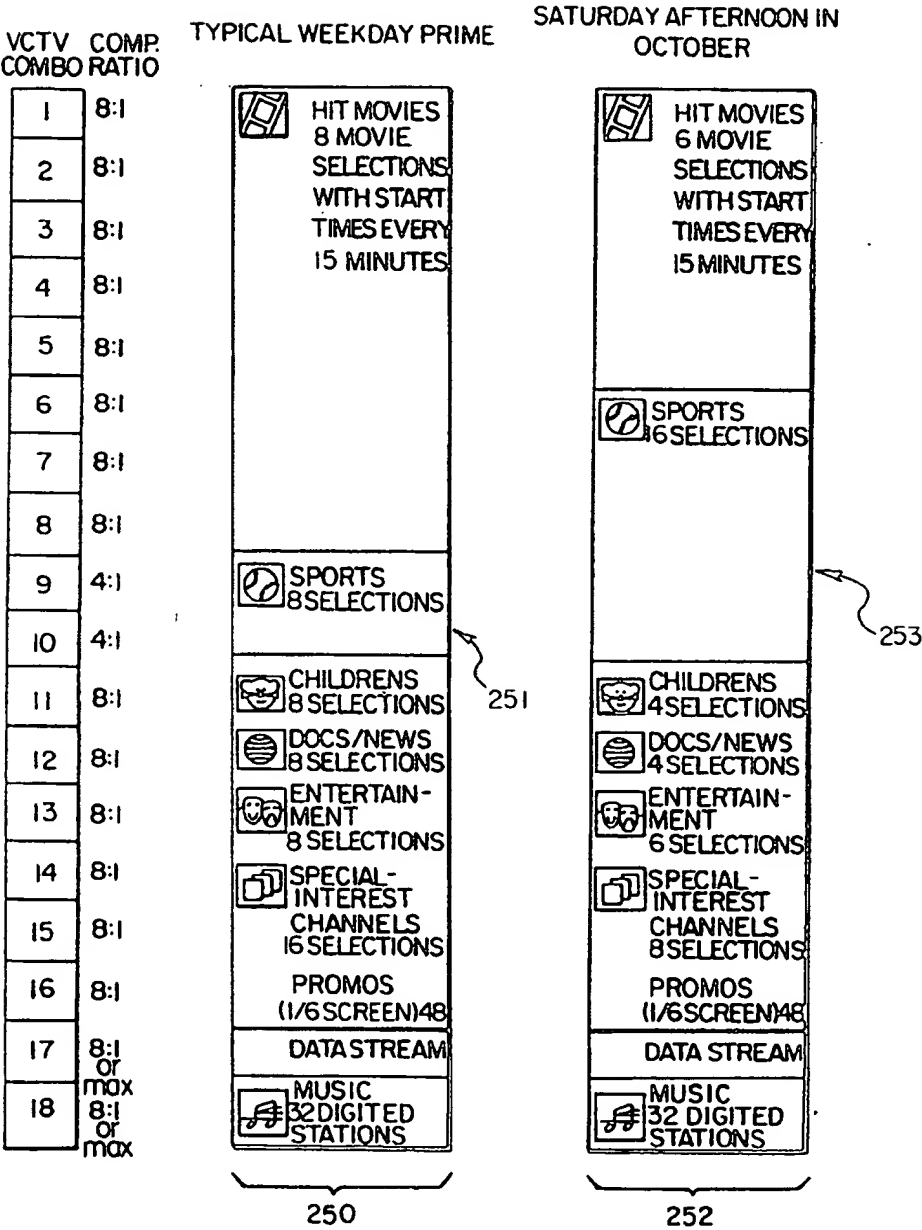 VCTV COMP.
COMBO RATIO
TYPICAL WEEKDAY PRIME
SATURDAY AFTERNOON IN
OCTOBER
1 8:1
2 8:1
3 8:1
4 8:1
5 8:1
6 8:1
7 8:1
8 8:1
9 4:1
10 4:1
11 8:1
12 8:1
13 8:1
14 8:1
15 8:1
16 8:1
17 8:1
or
max
18 8:1
or
max
HIT MOVIES
8 MOVIE
SELECTIONS
WITH START
TIMES EVERY
15 MINUTES
SPORTS
8 SELECTIONS
251
CHILDRENS
8 SELECTIONS
DOCS/NEWS
8 SELECTIONS
ENTERTAIN-
MENT
8 SELECTIONS
SPECIAL-
INTEREST
CHANNELS
16 SELECTIONS
PROMOS
(1/6 SCREEN) 48
DATA STREAM
MUSIC
32 DIGITED
STATIONS
250
HIT MOVIES
6 MOVIE
SELECTIONS
WITH START
TIMES EVERY
15 MINUTES
SPORTS
16 SELECTIONS
253
CHILDRENS
4 SELECTIONS
DOCS/NEWS
4 SELECTIONS
ENTERTAIN-
MENT
6 SELECTIONS
SPECIAL-
INTEREST
CHANNELS
8 SELECTIONS
PROMOS
(1/6 SCREEN) 48
DATA STREAM
MUSIC
32 DIGITED
STATIONS
252